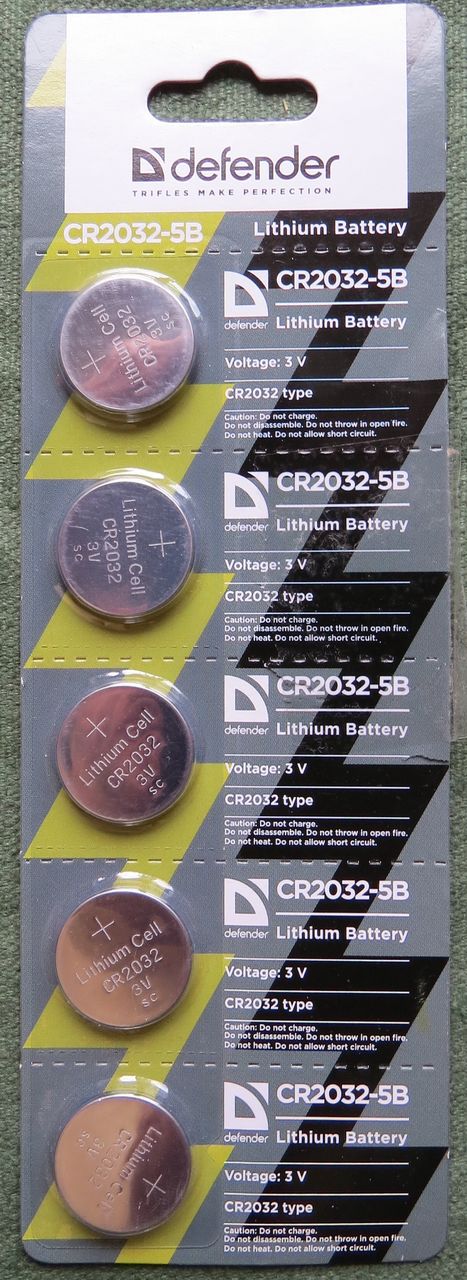 defender
TRIFLES MAKE PERFECTION
CR2032-5B
Lithium Battery
+
Lithium Cell
CR2032
3V
SC
defender
CR2032-5B
Lithium Battery
Voltage: 3 V
CR2032 type
Caution: Do not charge.
Do not disassemble. Do not throw in open fire.
Do not heat. Do not allow short circuit.
+
Lithium Cell
CR2032
3V
SC
defender
CR2032-5B
Lithium Battery
Voltage: 3 V
CR2032 type
Caution: Do not charge.
Do not disassemble. Do not throw in open fire.
Do not heat. Do not allow short circuit.
+
Lithium Cell
CR2032
3V
SC
defender
CR2032-5B
Lithium Battery
Voltage: 3 V
CR2032 type
Caution: Do not charge.
Do not disassemble. Do not throw in open fire.
Do not heat. Do not allow short circuit.
+
Lithium Cell
CR2032
3V
SC
defender
CR2032-5B
Lithium Battery
Voltage: 3 V
CR2032 type
Caution: Do not charge.
Do not disassemble. Do not throw in open fire.
Do not heat. Do not allow short circuit.
+
Lithium Cell
CR2032
3V
SC
defender
CR2032-5B
Lithium Battery
Voltage: 3 V
CR2032 type
Caution: Do not charge.
Do not disassemble. Do not throw in open fire.
Do not heat. Do not allow short circuit.